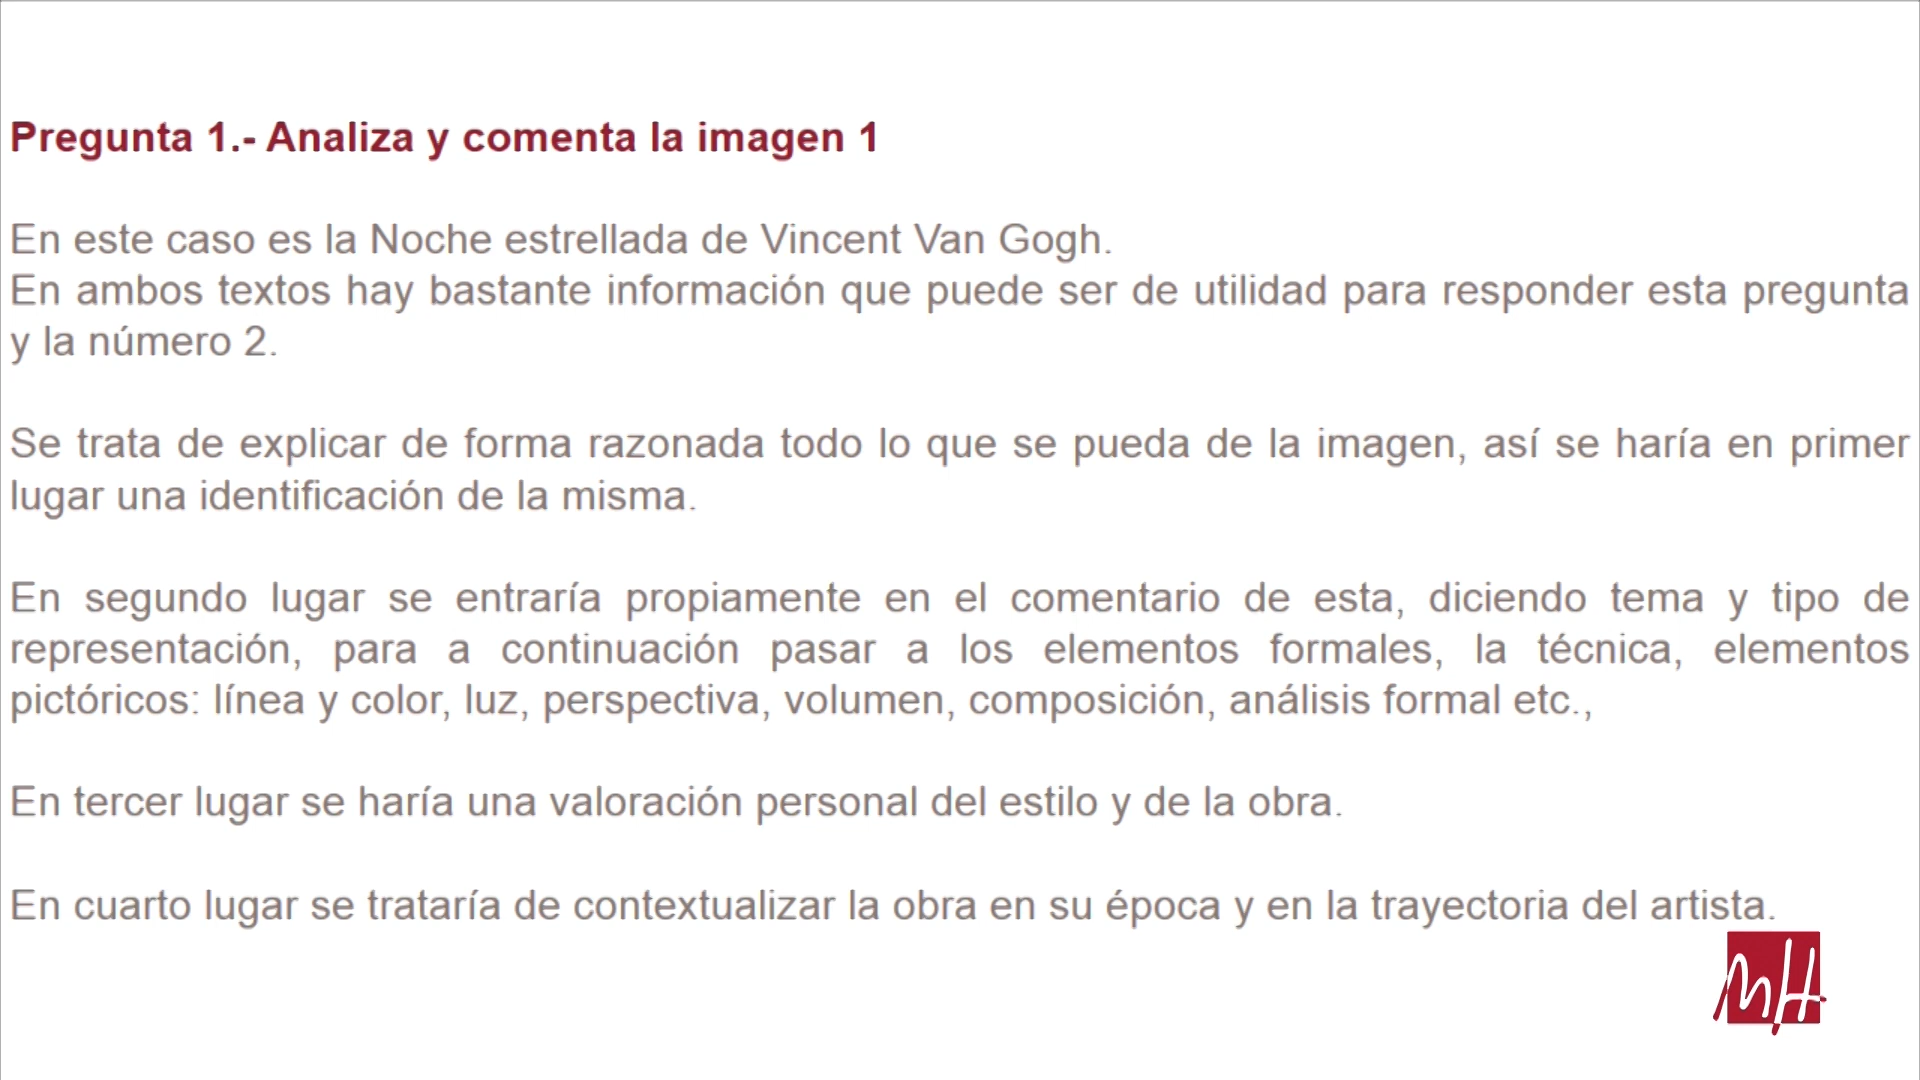 Pregunta 1.- Analiza y comenta la imagen 1
En este caso es la Noche estrellada de Vincent Van Gogh.
En ambos textos hay bastante información que puede ser de utilidad para responder esta pregunta
y la número 2.
Se trata de explicar de forma razonada todo lo que se pueda de la imagen, así se haría en primer
lugar una identificación de la misma.
En segundo lugar se entraría propiamente en el comentario de esta, diciendo tema y tipo de
representación, para a continuación pasar a los elementos formales, la técnica, elementos
pictóricos: línea y color, luz, perspectiva, volumen, composición, análisis formal etc.,
En tercer lugar se haría una valoración personal del estilo y de la obra.
En cuarto lugar se trataría de contextualizar la obra en su época y en la trayectoria del artista.
MH